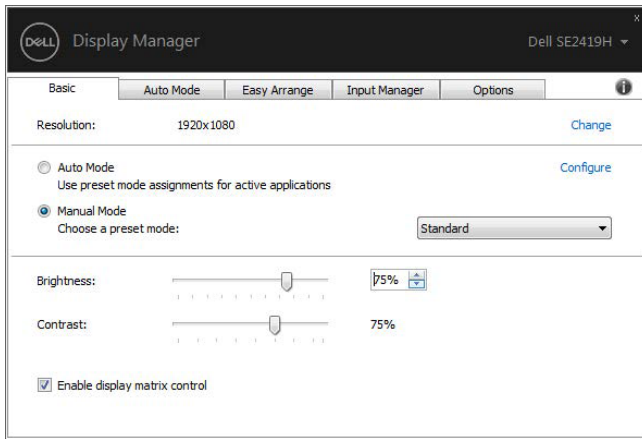 DELL Display Manager Dell SE2419H
x
Basic Auto Mode Easy Arrange Input Manager Options i
Resolution: 1920x1080 Change
Auto Mode Configure
Use preset mode assignments for active applications
Manual Mode
Choose a preset mode: Standard
Brightness: 75%
Contrast: 75%
Enable display matrix control